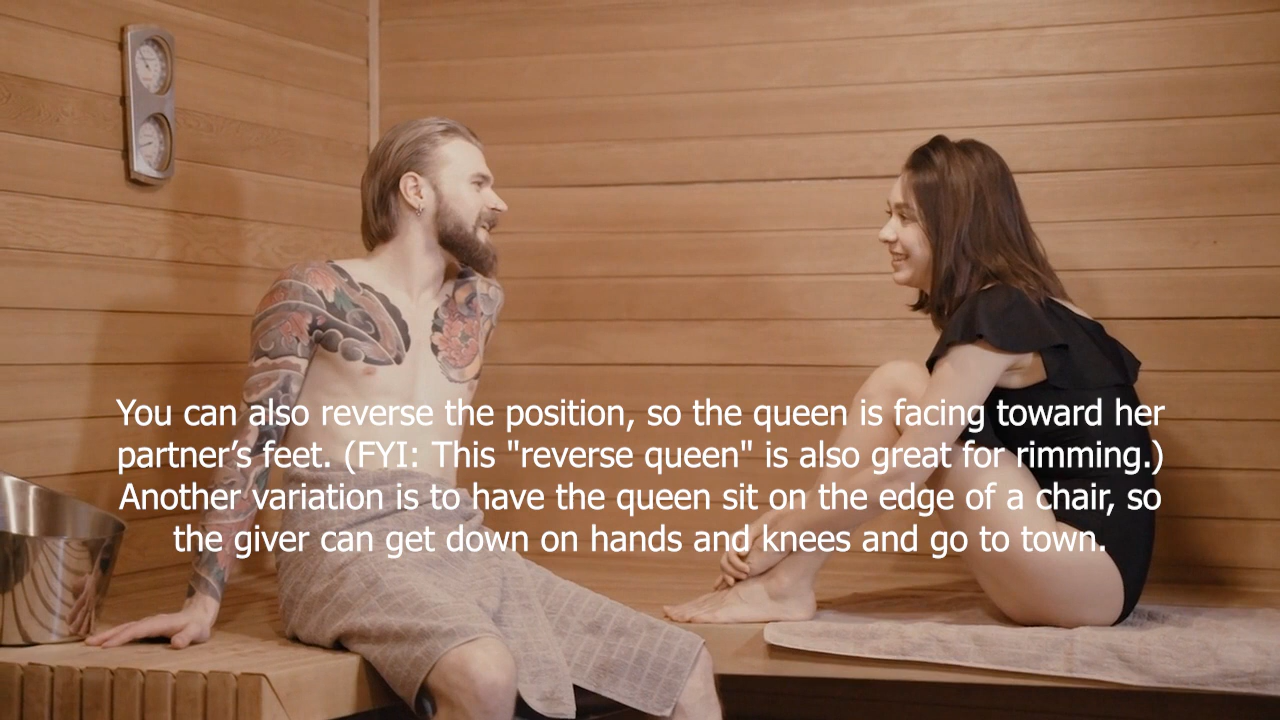 You can also reverse the position, so the queen is facing toward her
partner’s feet. (FYI: This "reverse queen" is also great for rimming.)
Another variation is to have the queen sit on the edge of a chair, so
the giver can get down on hands and knees and go to town.